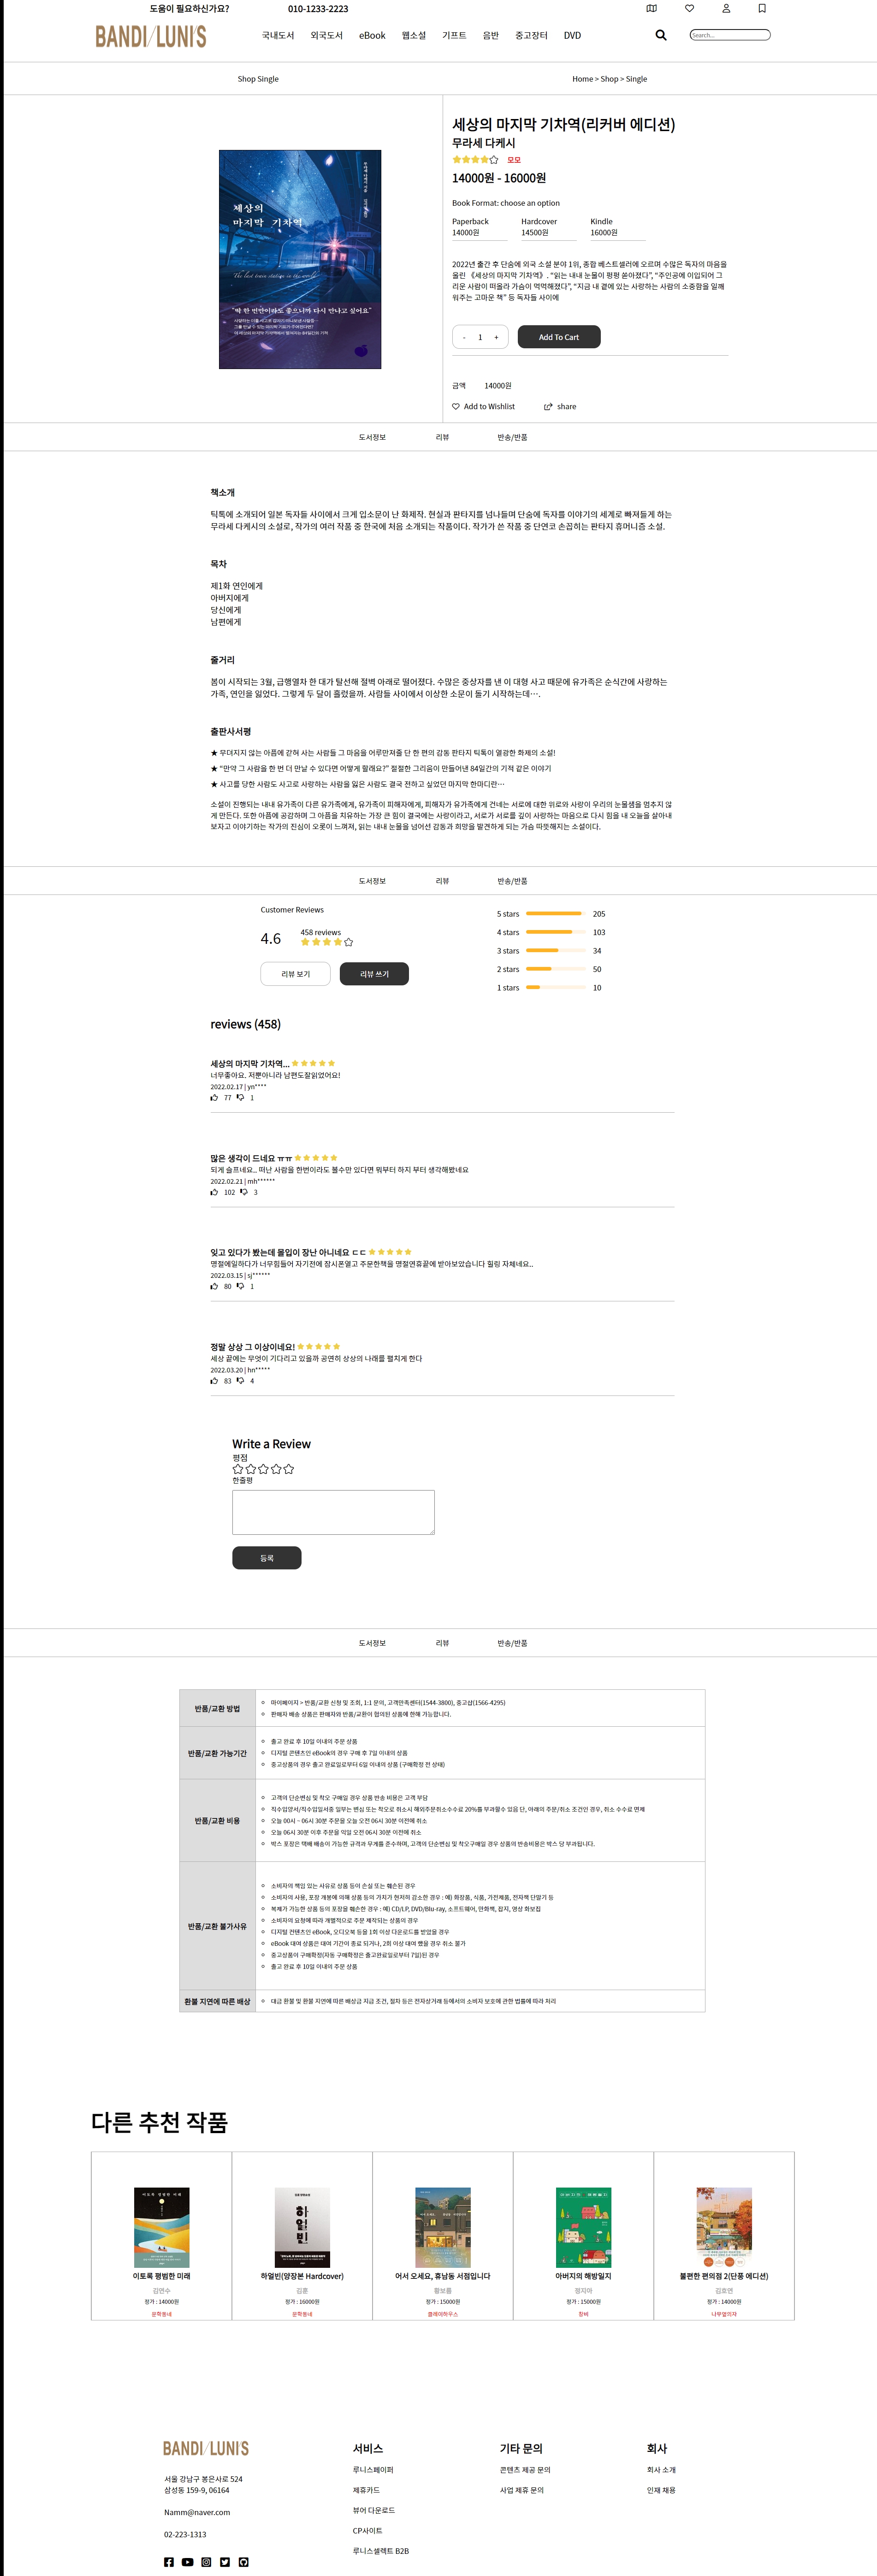 도움이 필요하신가요? 010-1233-2223
BANDI/LUNI'S 국내도서 외국도서 eBook 웹소설 기프트 음반 중고장터 DVD Search...
Shop Single Home > Shop > Single
세상의 마지막 기차역(리커버 에디션)
무라세 다케시
모모
14000원 - 16000원
Book Format: choose an option
Paperback Hardcover Kindle
14000원 14500원 16000원
세상의
마지막 기차역
The last train station in the world
"딱 한 번만이라도 좋으니까 다시 만나고 싶어요"
2022년 출간 후 단숨에 외국 소설 분야 1위, 종합 베스트셀러에 오르며 수많은 독자의 마음을
울린 《세상의 마지막 기차역》. “읽는 내내 눈물이 펑펑 쏟아졌다”, “주인공에 이입되어 그
리운 사람이 떠올라 가슴이 먹먹해졌다”, “지금 내 곁에 있는 사랑하는 사람의 소중함을 일깨
워주는 고마운 책” 등 독자들 사이에
- 1 + Add To Cart
금액 14000원
Add to Wishlist share
도서정보 리뷰 반송/반품
책소개
틱톡에 소개되어 일본 독자들 사이에서 크게 입소문이 난 화제작. 현실과 판타지를 넘나들며 단숨에 독자를 이야기의 세계로 빠져들게 하는
무라세 다케시의 소설로, 작가의 여러 작품 중 한국에 처음 소개되는 작품이다. 작가가 쓴 작품 중 단연코 손꼽히는 판타지 휴머니즘 소설.
목차
제1화 연인에게
아버지에게
당신에게
남편에게
줄거리
봄이 시작되는 3월, 급행열차 한 대가 탈선해 절벽 아래로 떨어졌다. 수많은 중상자를 낸 이 대형 사고 때문에 유가족은 순식간에 사랑하는
가족, 연인을 잃었다. 그렇게 두 달이 흘렀을까. 사람들 사이에서 이상한 소문이 돌기 시작하는데….
출판사서평
★ 무뎌지지 않는 아픔에 갇혀 사는 사람들 그 마음을 어루만져줄 단 한 편의 감동 판타지 틱톡이 열광한 화제의 소설!
★ “만약 그 사람을 한 번 더 만날 수 있다면 어떻게 할래요?” 절절한 그리움이 만들어낸 84일간의 기적 같은 이야기
★ 사고를 당한 사람도 사고로 사랑하는 사람을 잃은 사람도 결국 전하고 싶었던 마지막 한마디란…
소설이 진행되는 내내 유가족이 다른 유가족에게, 유가족이 피해자에게, 피해자가 유가족에게 건네는 서로에 대한 위로와 사랑이 우리의 눈물샘을 멈추지 않
게 만든다. 또한 아픔에 공감하며 그 아픔을 치유하는 가장 큰 힘이 결국에는 사랑이라고, 서로가 서로를 깊이 사랑하는 마음으로 다시 힘을 내 오늘을 살아내
보자고 이야기하는 작가의 진심이 오롯이 느껴져, 읽는 내내 눈물을 넘어선 감동과 희망을 발견하게 되는 가슴 따뜻해지는 소설이다.
도서정보 리뷰 반송/반품
Customer Reviews
4.6 458 reviews
리뷰 보기 리뷰 쓰기
5 stars 205
4 stars 103
3 stars 34
2 stars 50
1 stars 10
reviews (458)
세상의 마지막 기차역...
너무좋아요. 저뿐아니라 남편도잘읽었어요!
2022.02.17 | yn****
77 1
많은 생각이 드네요 ㅠㅠ
되게 슬프네요.. 떠난 사람을 한번이라도 볼수만 있다면 뭐부터 하지 부터 생각해봤네요
2022.02.21 | mh******
102 3
잊고 있다가 봤는데 몰입이 장난 아니네요 ㄷㄷ
명절에일하다가 너무힘들어 자기전에 잠시폰열고 주문한책을 명절연휴끝에 받아보았습니다 힐링 자체네요..
2022.03.15 | sj******
80 1
정말 상상 그 이상이네요!
세상 끝에는 무엇이 기다리고 있을까 공연히 상상의 나래를 펼치게 한다
2022.03.20 | hn*****
83 4
Write a Review
평점
한줄평
등록
도서정보 리뷰 반송/반품
반품/교환 방법
마이페이지 > 반품/교환 신청 및 조회, 1:1 문의, 고객만족센터(1544-3800), 중고샵(1566-4295)
판매자 배송 상품은 판매자와 반품/교환이 협의된 상품에 한해 가능합니다.
반품/교환 가능기간
출고 완료 후 10일 이내의 주문 상품
디지털 콘텐츠인 eBook의 경우 구매 후 7일 이내의 상품
중고상품의 경우 출고 완료일로부터 6일 이내의 상품 (구매확정 전 상태)
반품/교환 비용
고객의 단순변심 및 착오 구매일 경우 상품 반송 비용은 고객 부담
직수입양서/직수입일서중 일부는 변심 또는 착오로 취소시 해외주문취소수수료 20%를 부과할수 있음 단, 아래의 주문/취소 조건인 경우, 취소 수수료 면제
오늘 00시 ~ 06시 30분 주문을 오늘 오전 06시 30분 이전에 취소
오늘 06시 30분 이후 주문을 익일 오전 06시 30분 이전에 취소
박스 포장은 택배 배송이 가능한 규격과 무게를 준수하며, 고객의 단순변심 및 착오구매일 경우 상품의 반송비용은 박스 당 부과됩니다.
반품/교환 불가사유
소비자의 책임 있는 사유로 상품 등이 손실 또는 훼손된 경우
소비자의 사용, 포장 개봉에 의해 상품 등의 가치가 현저히 감소한 경우 : 예) 화장품, 식품, 가전제품, 전자책 단말기 등
복제가 가능한 상품 등의 포장을 훼손한 경우 : 예) CD/LP, DVD/Blu-ray, 소프트웨어, 만화책, 잡지, 영상 화보집
소비자의 요청에 따라 개별적으로 주문 제작되는 상품의 경우
디지털 컨텐츠인 eBook, 오디오북 등을 1회 이상 다운로드를 받았을 경우
eBook 대여 상품은 대여 기간이 종료 되거나, 2회 이상 대여 했을 경우 취소 불가
중고상품이 구매확정(자동 구매확정은 출고완료일로부터 7일)된 경우
출고 완료 후 10일 이내의 주문 상품
환불 지연에 따른 배상
대금 환불 및 환불 지연에 따른 배상금 지급 조건, 절차 등은 전자상거래 등에서의 소비자 보호에 관한 법률에 따라 처리
다른 추천 작품
이토록 평범한 미래
김연수
정가 : 14000원
문학동네
하얼빈
하얼빈(양장본 Hardcover)
김훈
정가 : 16000원
문학동네
어서 오세요, 휴남동 서점입니다
황보름
정가 : 15000원
클레이하우스
아버지의 해방일지
정지아
정가 : 15000원
창비
불편한 편의점 2(단풍 에디션)
김호연
정가 : 14000원
나무옆의자
BANDI/LUNI'S
서울 강남구 봉은사로 524
삼성동 159-9, 06164
Namm@naver.com
02-223-1313
서비스
루니스페이퍼
제휴카드
뷰어 다운로드
CP사이트
루니스셀렉트 B2B
기타 문의
콘텐츠 제공 문의
사업 제휴 문의
회사
회사 소개
인재 채용